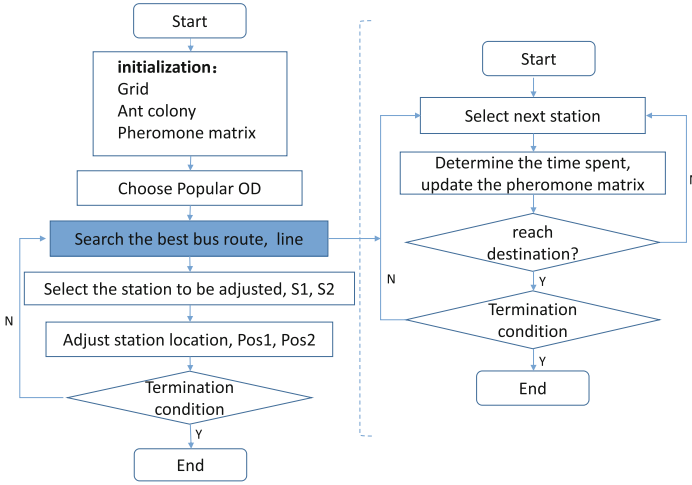 Start
initialization：
Grid
Ant colony
Pheromone matrix
Choose Popular OD
Search the best bus route, line
Select the station to be adjusted, S1, S2
N
Adjust station location, Pos1, Pos2
Termination
condition
Y
End
Start
Select next station
Determine the time spent,
update the pheromone matrix
reach
destination?
Y
N
Termination
condition
Y
End